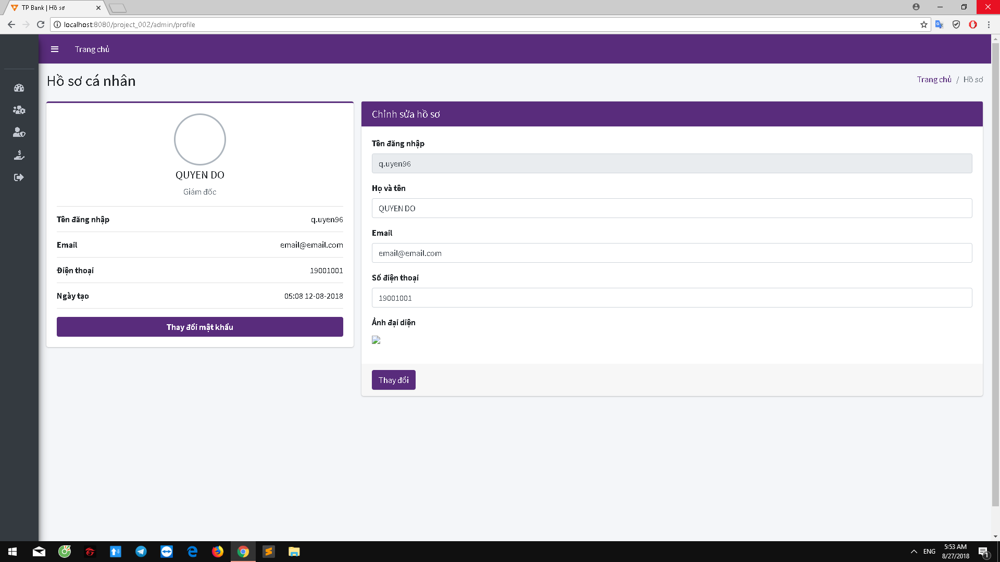 TP Bank | Hồ sơ
localhost:8080/project_002/admin/profile
Trang chủ
Hồ sơ cá nhân
Trang chủ / Hồ sơ
QUYEN DO
Giám đốc
Tên đăng nhập q.uyen96
Email email@email.com
Điện thoại 19001001
Ngày tạo 05:08 12-08-2018
Thay đổi mật khẩu
Chỉnh sửa hồ sơ
Tên đăng nhập
q.uyen96
Họ và tên
QUYEN DO
Email
email@email.com
Số điện thoại
19001001
Ảnh đại diện
Thay đổi
ENG
5:53 AM
8/27/2018
1